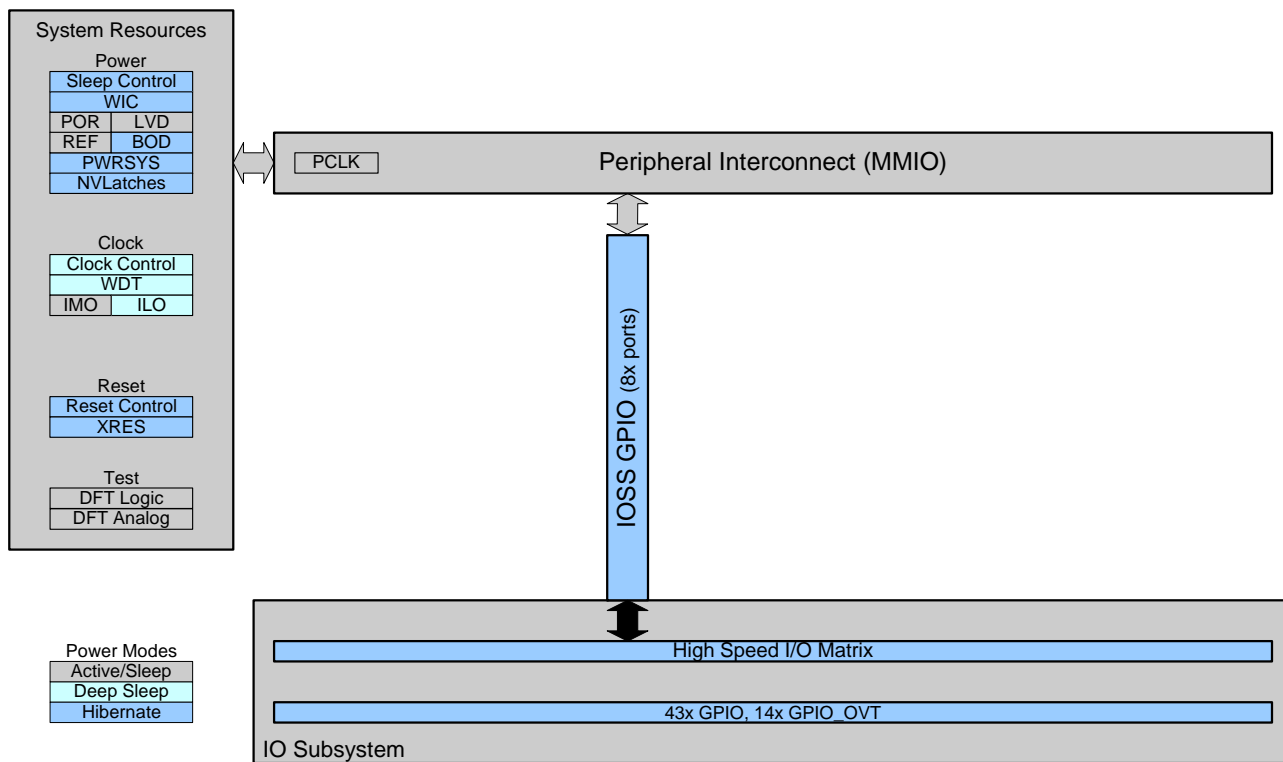 System Resources
Power
Sleep Control
WIC
POR LVD
REF BOD
PWRSYS
NVLatches
Clock
Clock Control
WDT
IMO ILO
Reset
Reset Control
XRES
Test
DFT Logic
DFT Analog
Power Modes
Active/Sleep
Deep Sleep
Hibernate
PCLK
Peripheral Interconnect (MMIO)
IOSS GPIO (8x ports)
High Speed I/O Matrix
43x GPIO, 14x GPIO_OVT
IO Subsystem